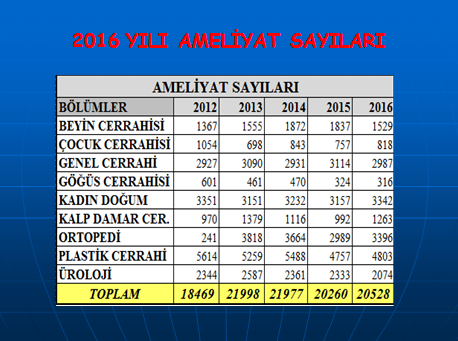 2016 YILI AMELİYAT SAYILARI
AMELİYAT SAYILARI
BÖLÜMLER 2012 2013 2014 2015 2016
BEYİN CERRAHİSİ 1367 1555 1872 1837 1529
ÇOCUK CERRAHİSİ 1054 698 843 757 818
GENEL CERRAHİ 2927 3090 2931 3114 2987
GÖĞÜS CERRAHİSİ 601 461 470 324 316
KADIN DOĞUM 3351 3151 3232 3157 3342
KALP DAMAR CER. 970 1379 1116 992 1263
ORTOPEDİ 241 3818 3664 2989 3396
PLASTİK CERRAHİ 5614 5259 5488 4757 4803
ÜROLOJİ 2344 2587 2361 2333 2074
TOPLAM 18469 21998 21977 20260 20528